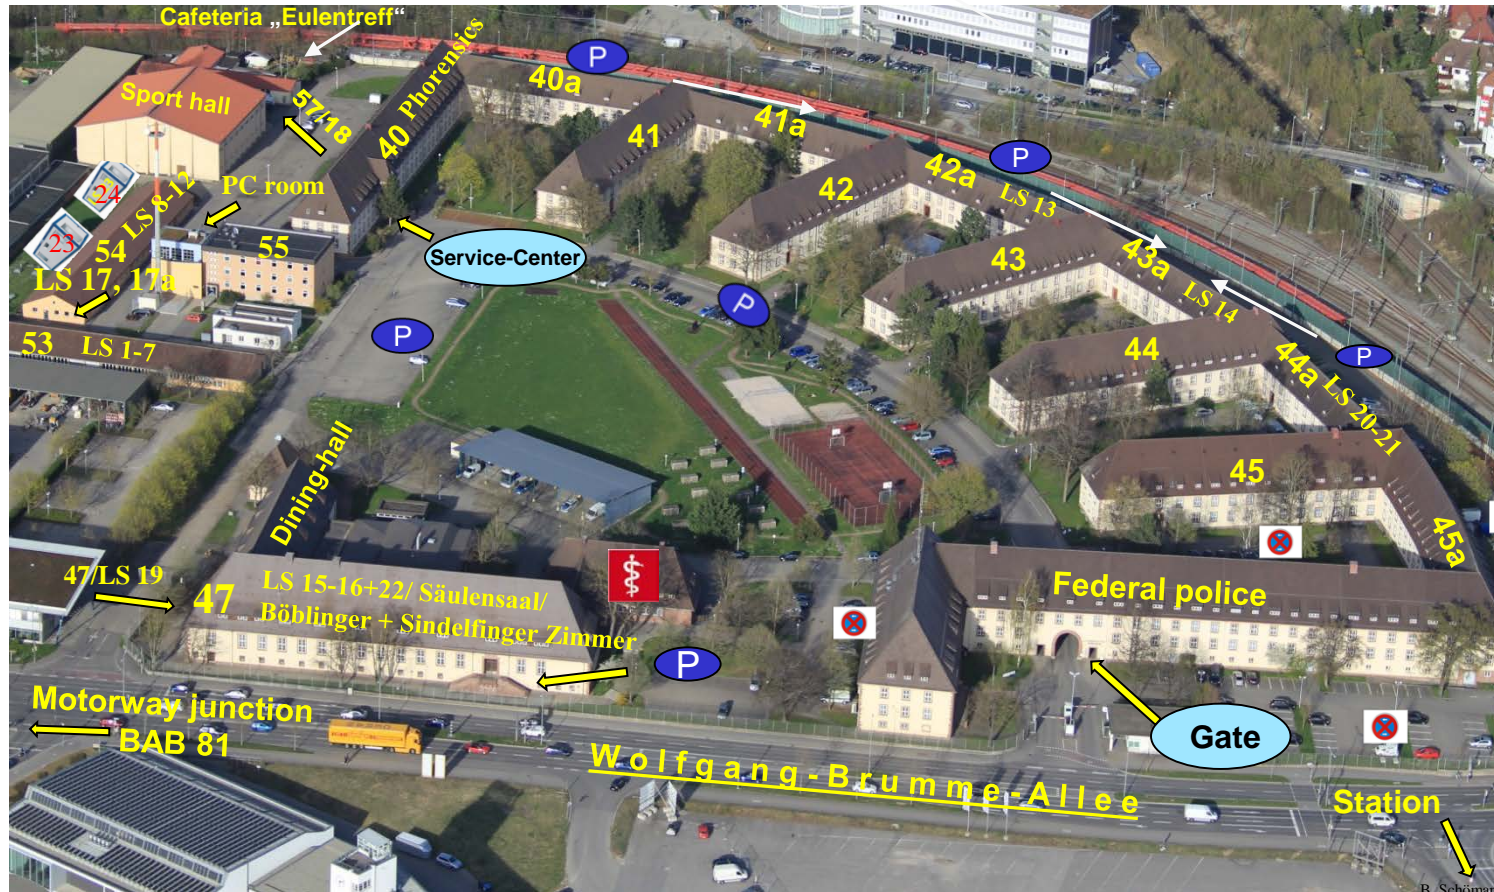 Cafeteria „Eulentreff“
P
40a
Sport hall
57/18
40 Phorensics
41
41a
P
24
LS 8-12
PC room
42
42a
LS 13
23
54
55
Service-Center
43
43a
LS 14
LS 17, 17a
P
P
53 LS 1-7
44
44a
LS 20-21
P
Dining-hall
45
45a
47/LS 19
47
LS 15-16+22/ Säulensaal/
Böblinger + Sindelfinger Zimmer
Federal police
P
Motorway junction
BAB 81
Gate
Wolfgang-Brumme-Allee
Station